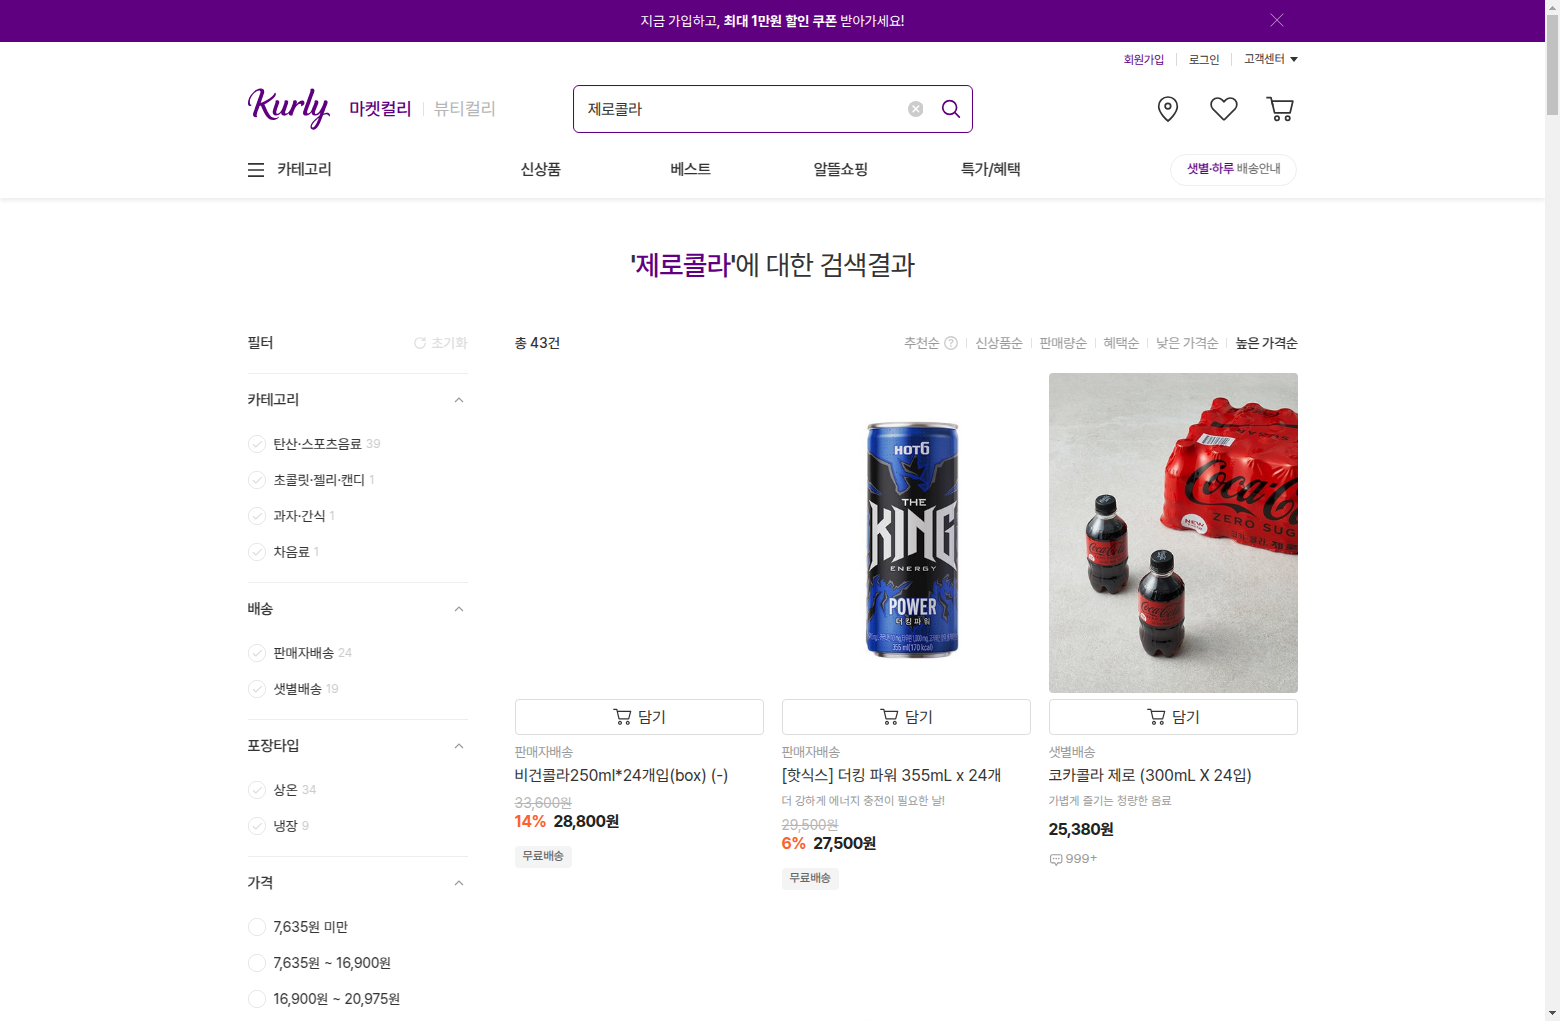 지금 가입하고, 최대 1만원 할인 쿠폰 받아가세요!
회원가입 로그인 고객센터
Kurly 마켓컬리 뷰티컬리
제로콜라
카테고리 신상품 베스트 알뜰쇼핑 특가/혜택 샛별·하루 배송안내
'제로콜라'에 대한 검색결과
필터 초기화
총 43건 추천순 신상품순 판매량순 혜택순 낮은 가격순 높은 가격순
카테고리
탄산·스포츠음료 39
초콜릿·젤리·캔디 1
과자·간식 1
차음료 1
배송
판매자배송 24
샛별배송 19
포장타입
상온 34
냉장 9
가격
7,635원 미만
7,635원 ~ 16,900원
16,900원 ~ 20,975원
담기
판매자배송
비건콜라250ml*24개입(box) (-)
33,600원
14% 28,800원
무료배송
HOT6
THE
KING
ENERGY
POWER
더킹파워
355 ml(170 kcal)
담기
판매자배송
[핫식스] 더킹 파워 355mL x 24개
더 강하게 에너지 충전이 필요한 날!
29,500원
6% 27,500원
무료배송
Coca-Cola
ZERO SUG
NEW
Coca-Cola
Coca-Cola
담기
샛별배송
코카콜라 제로 (300mL X 24입)
가볍게 즐기는 청량한 음료
25,380원
999+